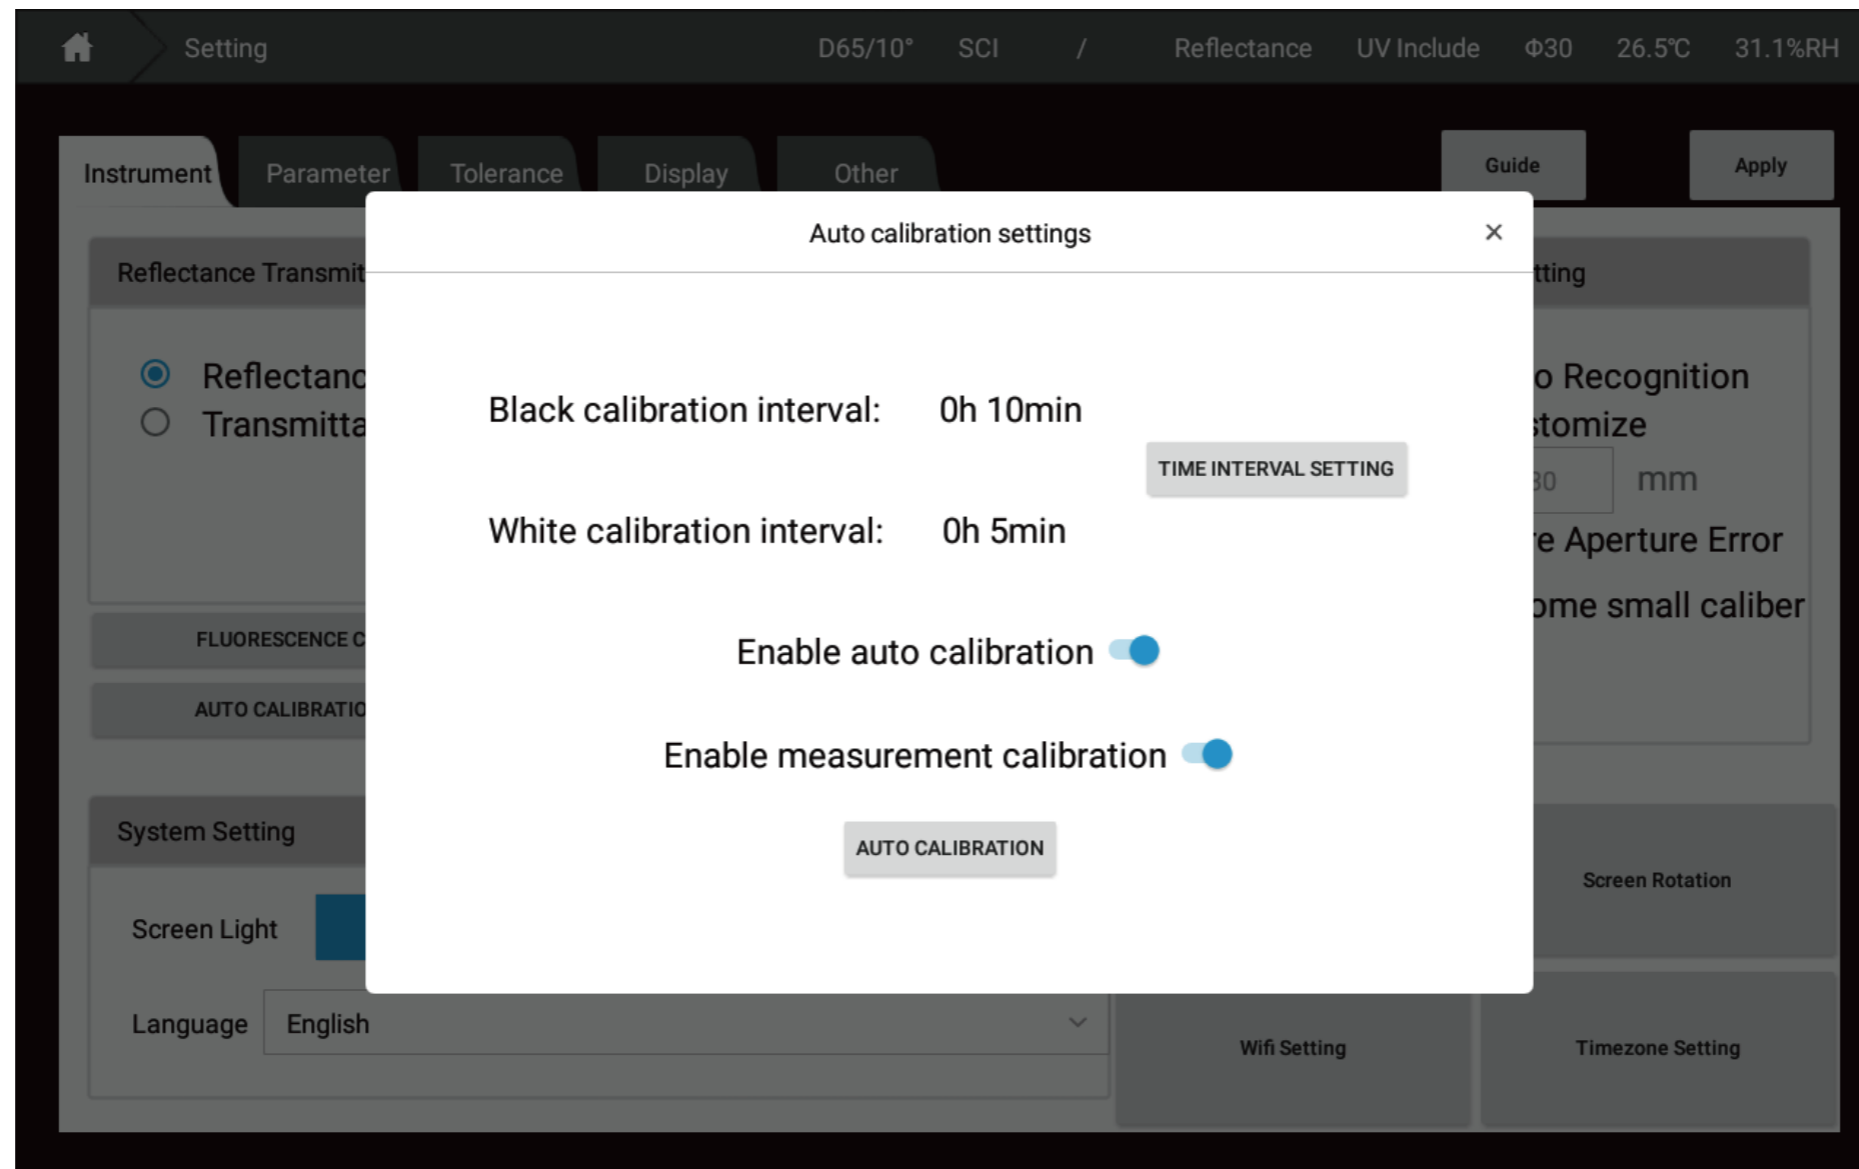 Setting D65/10° SCI / Reflectance UV Include Φ30 26.5℃ 31.1%RH
Instrument Parameter Tolerance Display Other Guide Apply
Auto calibration settings ×
Reflectance Transmit
tting
Reflectanc
o Recognition
Transmitta
stomize
Black calibration interval: 0h 10min
TIME INTERVAL SETTING
30 mm
White calibration interval: 0h 5min
re Aperture Error
ome small caliber
FLUORESCENCE C
Enable auto calibration
AUTO CALIBRATIO
Enable measurement calibration
System Setting
AUTO CALIBRATION
Screen Rotation
Screen Light
Language English
Wifi Setting Timezone Setting